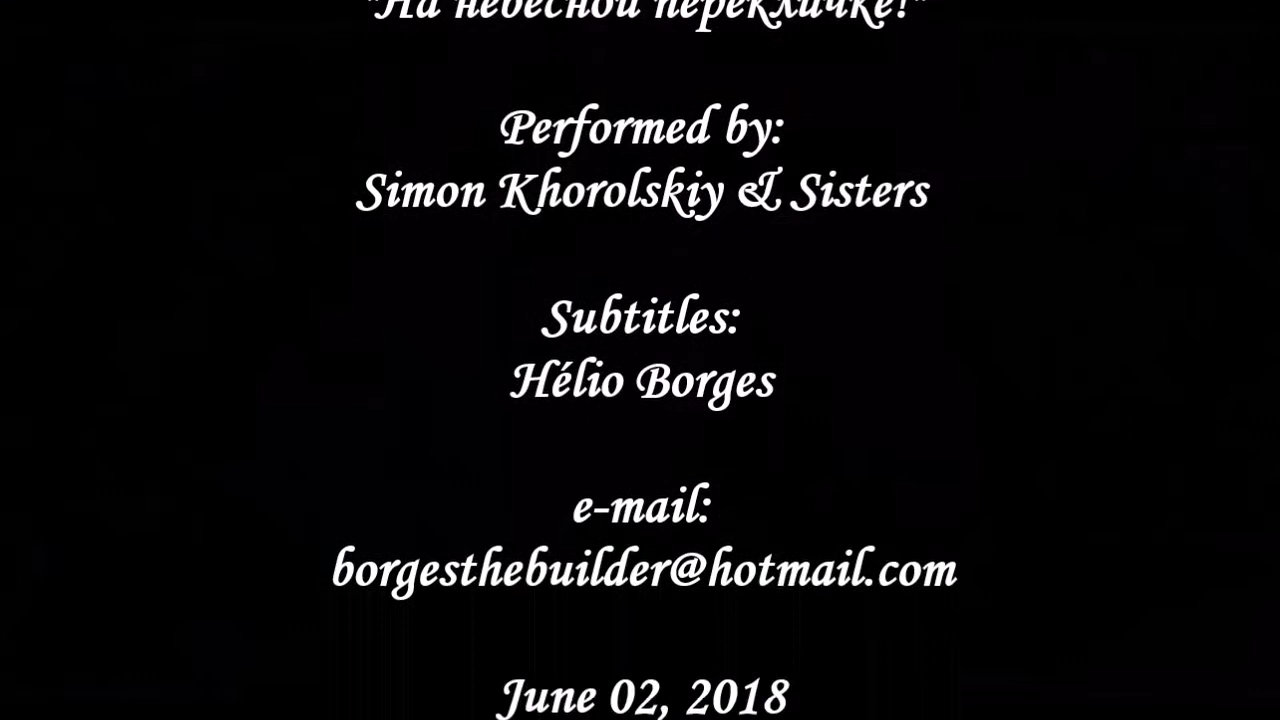 "На небесной перекличке!"
Performed by:
Simon Khorolskiy & Sisters
Subtitles:
Hélio Borges
e-mail:
borgesthebuilder@hotmail.com
June 02, 2018